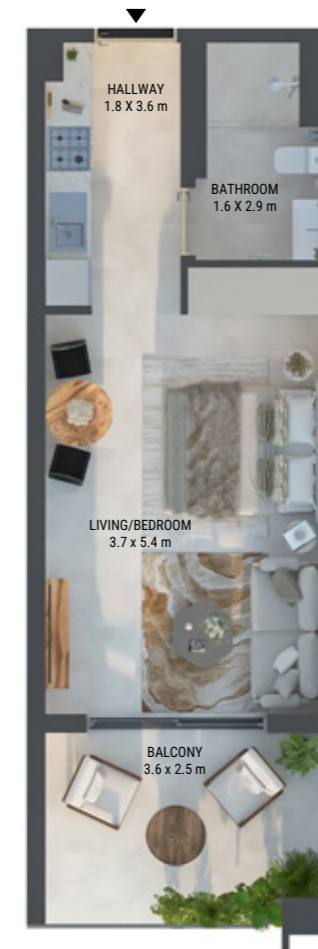 HALLWAY
1.8 X 3.6 m
BATHROOM
1.6 X 2.9 m
LIVING/BEDROOM
3.7 x 5.4 m
BALCONY
3.6 x 2.5 m